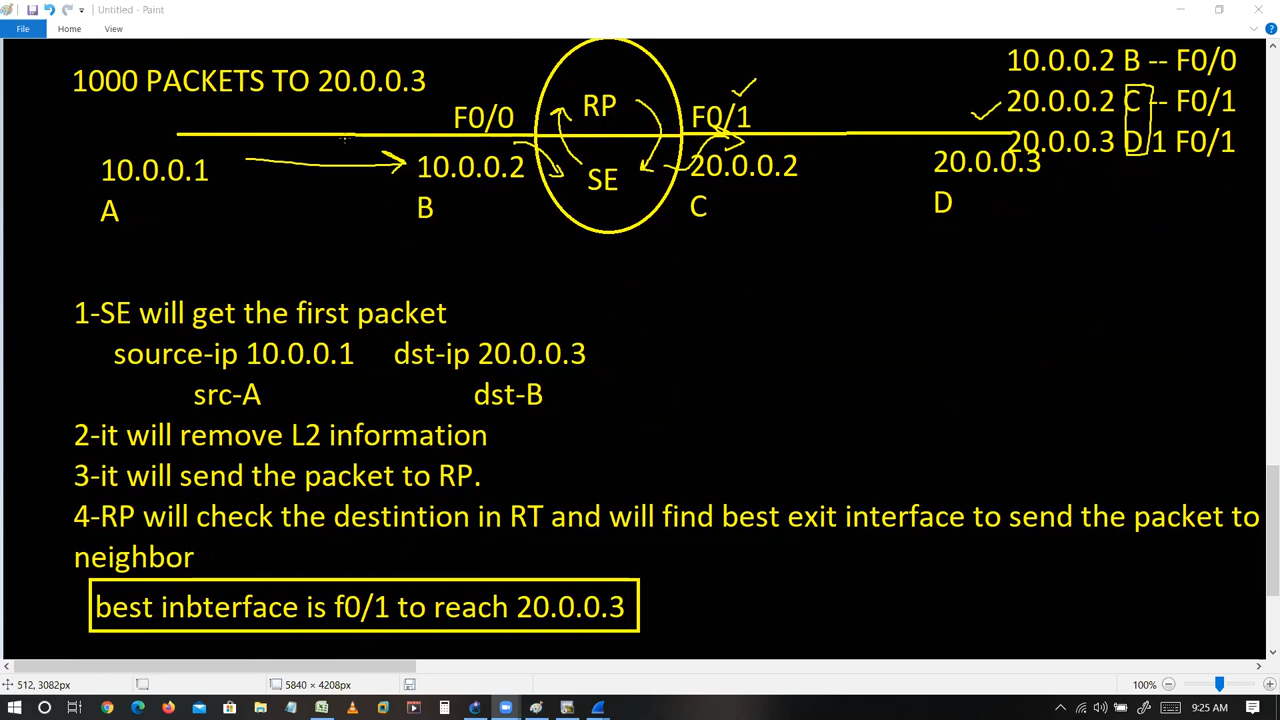 Untitled - Paint
File Home View
1000 PACKETS TO 20.0.0.3
F0/0
RP
F0/1
10.0.0.2 B -- F0/0
20.0.0.2 C -- F0/1
20.0.0.3 D 1 F0/1
10.0.0.1
10.0.0.2
SE
20.0.0.2
20.0.0.3
A
B
C
D
1-SE will get the first packet
source-ip 10.0.0.1 dst-ip 20.0.0.3
src-A dst-B
2-it will remove L2 information
3-it will send the packet to RP.
4-RP will check the destintion in RT and will find best exit interface to send the packet to
neighbor
best inbterface is f0/1 to reach 20.0.0.3
512, 3082px 5840 × 4208px 100%
9:25 AM